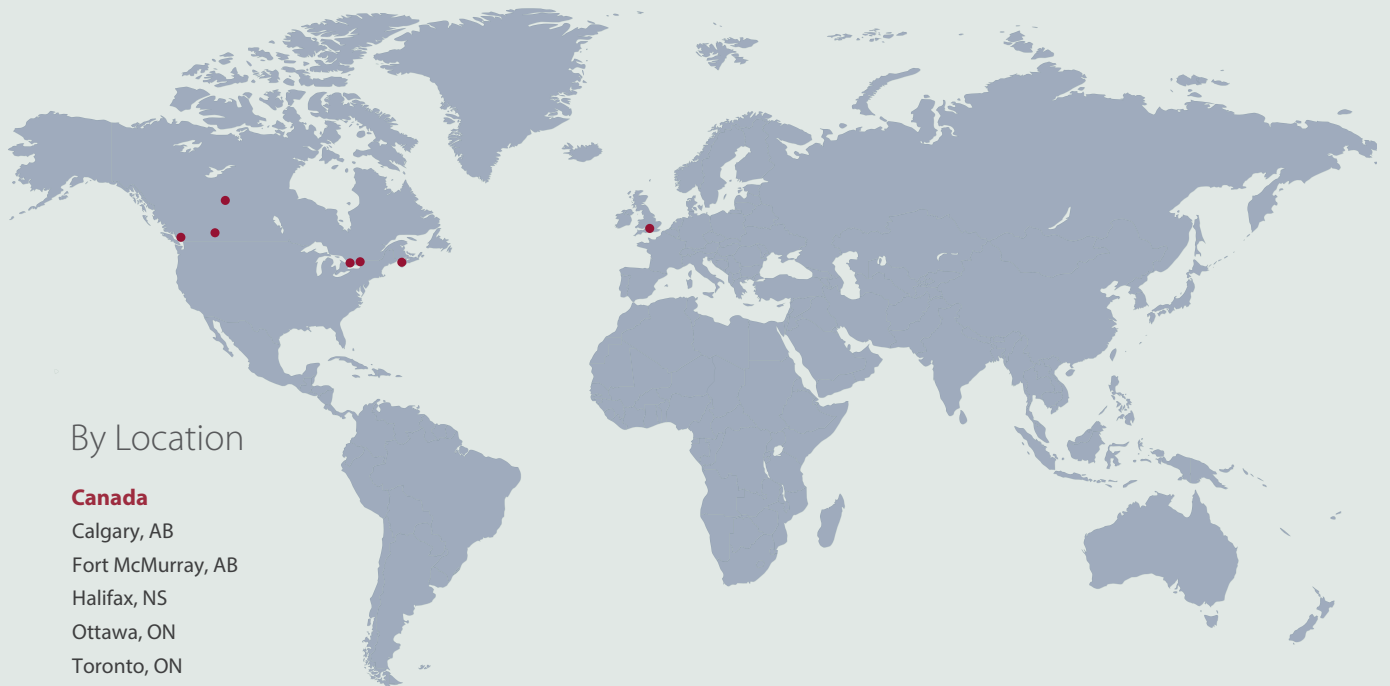 By Location
Canada
Calgary, AB
Fort McMurray, AB
Halifax, NS
Ottawa, ON
Toronto, ON